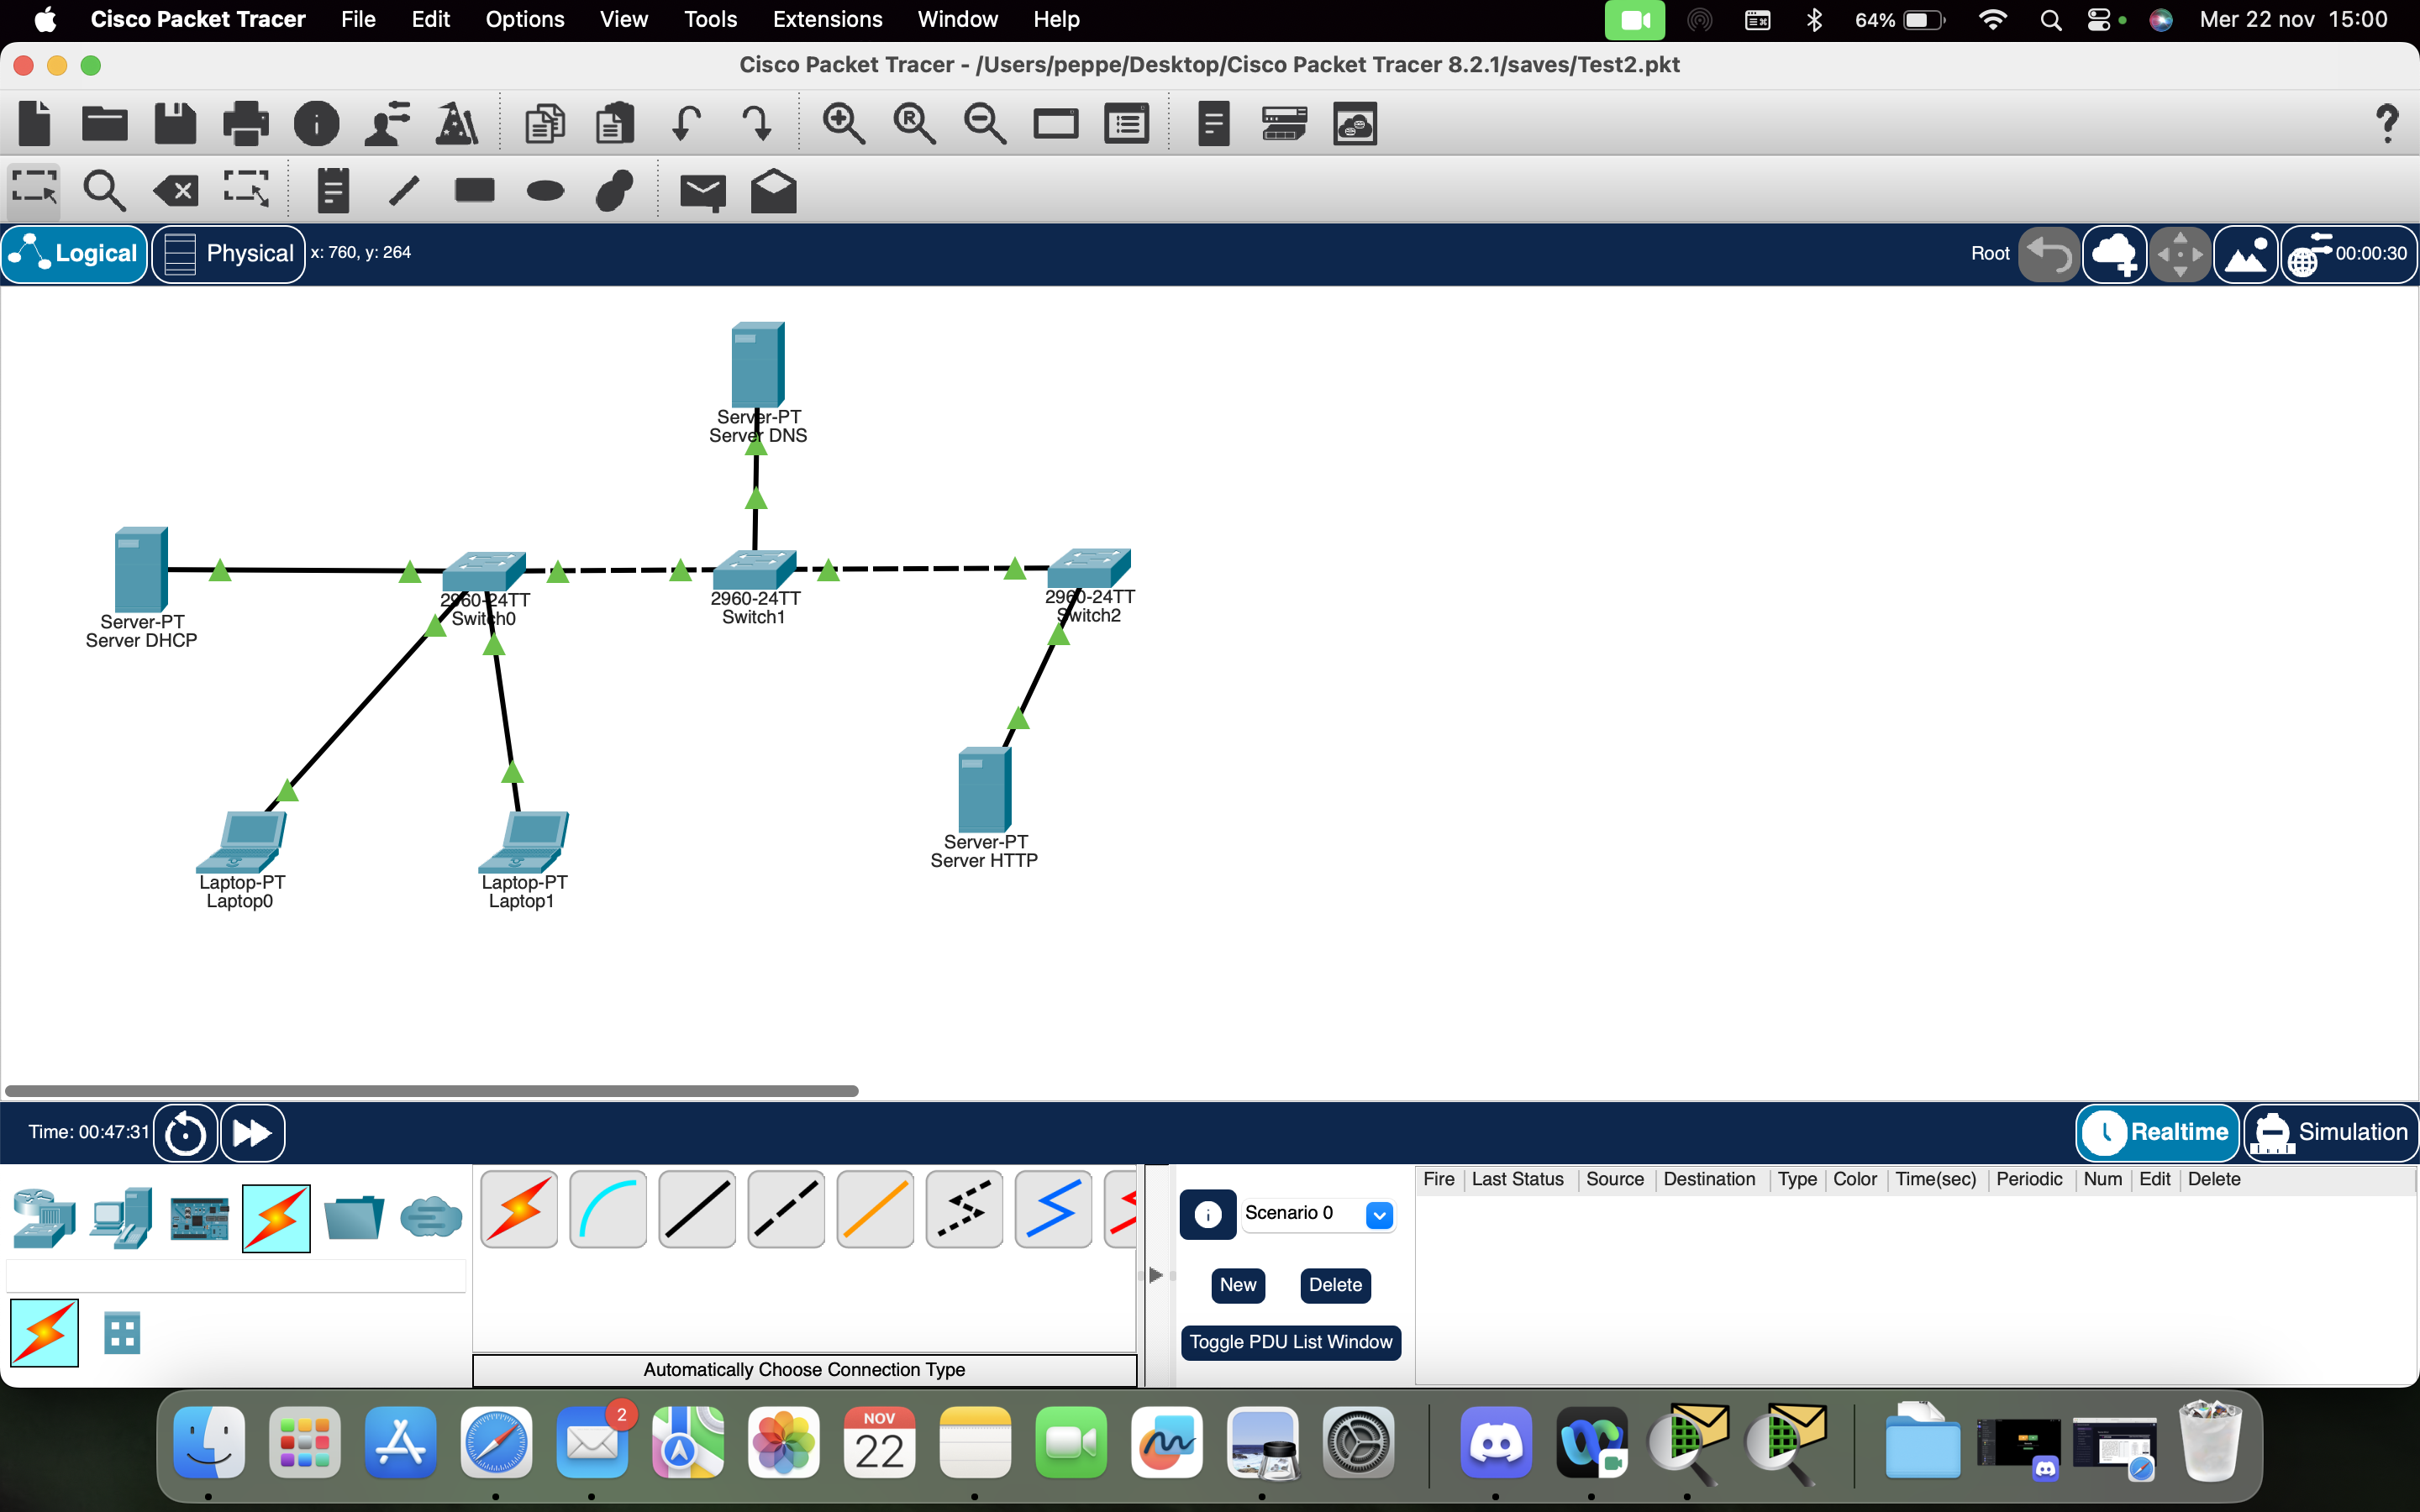 Cisco Packet Tracer File Edit Options View Tools Extensions Window Help 64% Mer 22 nov 15:00
Cisco Packet Tracer - /Users/peppe/Desktop/Cisco Packet Tracer 8.2.1/saves/Test2.pkt
Logical Physical x: 760, y: 264 Root 00:00:30
Server-PT
Server DNS
Server-PT
Server DHCP
2960-24TT
Switch0
2960-24TT
Switch1
2960-24TT
Switch2
Server-PT
Server HTTP
Laptop-PT
Laptop0
Laptop-PT
Laptop1
Time: 00:47:31 Realtime Simulation
Scenario 0
New Delete
Toggle PDU List Window
Fire Last Status Source Destination Type Color Time(sec) Periodic Num Edit Delete
Automatically Choose Connection Type
2
NOV
22